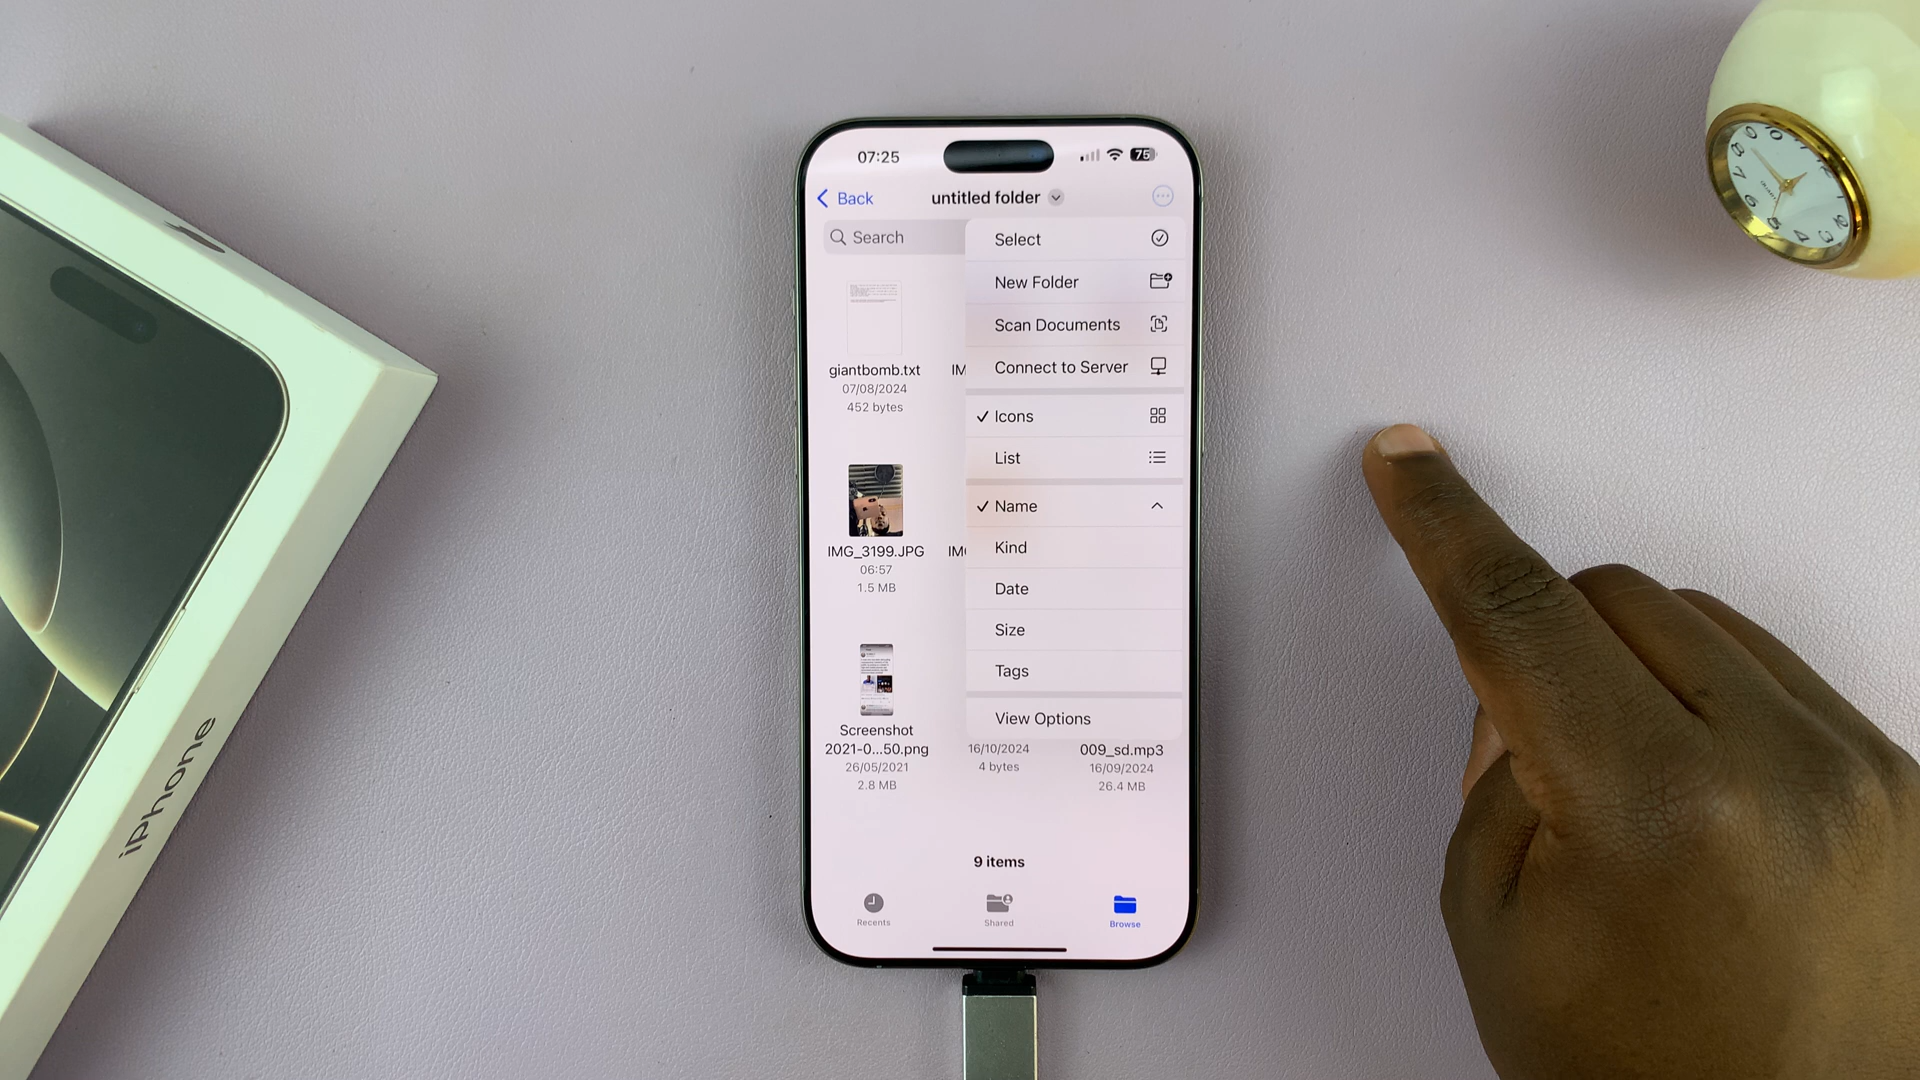 07:25
75
Back
untitled folder
Search
Select
New Folder
Scan Documents
Connect to Server
Icons
List
Name
Kind
Date
Size
Tags
View Options
giantbomb.txt
07/08/2024
452 bytes
IM
IMG_3199.JPG
06:57
1.5 MB
IM
Screenshot
2021-0...50.png
26/05/2021
2.8 MB
16/10/2024
4 bytes
009_sd.mp3
16/09/2024
26.4 MB
9 items
Recents
Shared
Browse
iPhone